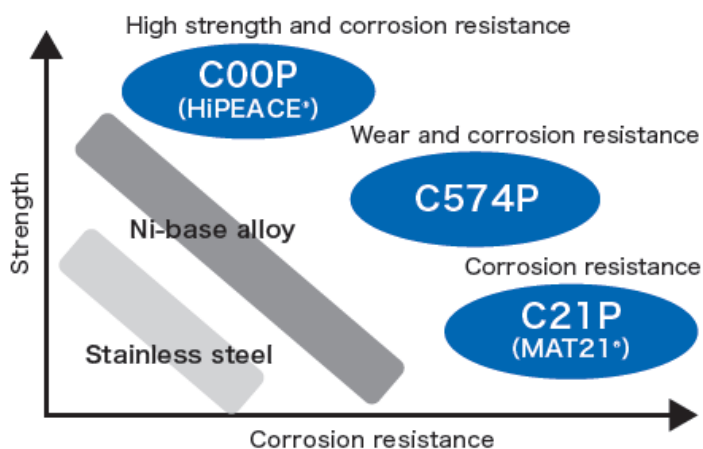 High strength and corrosion resistance
C00P
(HiPEACE®)
Wear and corrosion resistance
C574P
Ni-base alloy
Strength
Corrosion resistance
C21P
(MAT21®)
Stainless steel
Corrosion resistance